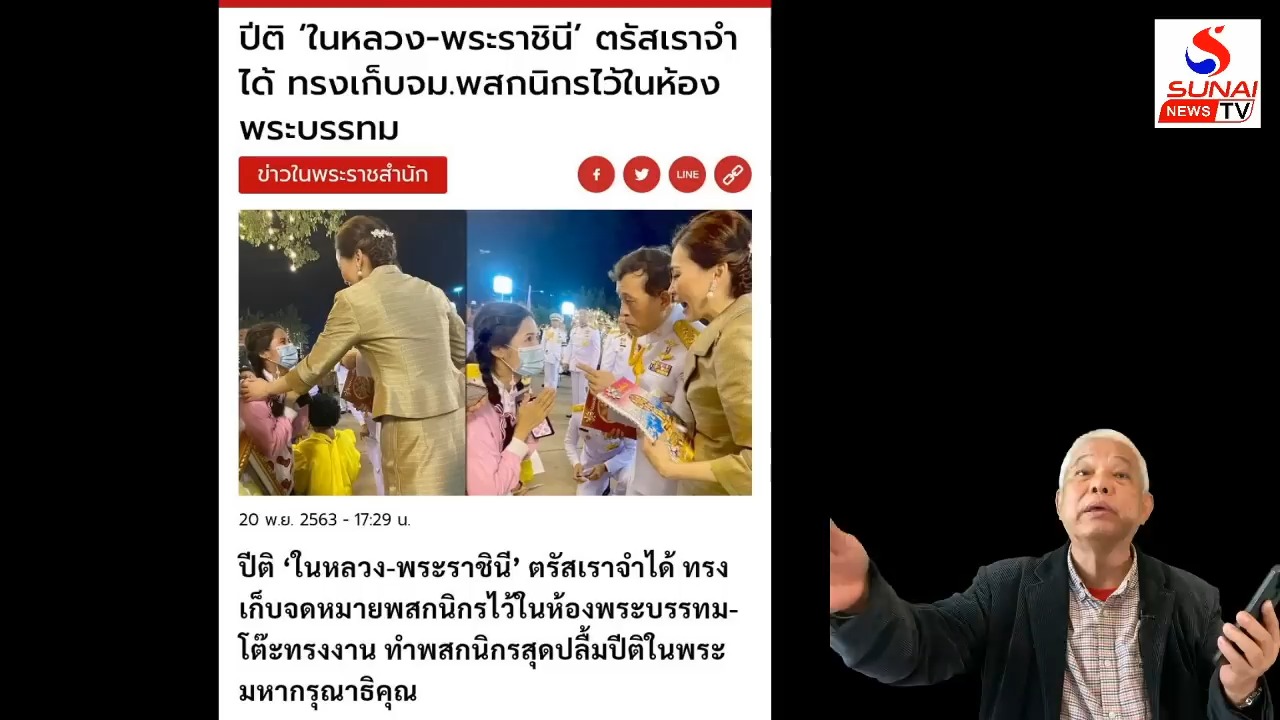 ปีติ ‘ในหลวง-พระราชินี’ ตรัสเราจำ
ได้ ทรงเก็บจม.พสกนิกรไว้ในห้อง
พระบรรทม
ข่าวในพระราชสำนัก
LINE
20 พ.ย. 2563 - 17:29 น.
ปีติ ‘ในหลวง-พระราชินี’ ตรัสเราจำได้ ทรง
เก็บจดหมายพสกนิกรไว้ในห้องพระบรรทม-
โต๊ะทรงงาน ทำพสกนิกรสุดปลื้มปีติในพระ
มหากรุณาธิคุณ
SUNAI
NEWS TV